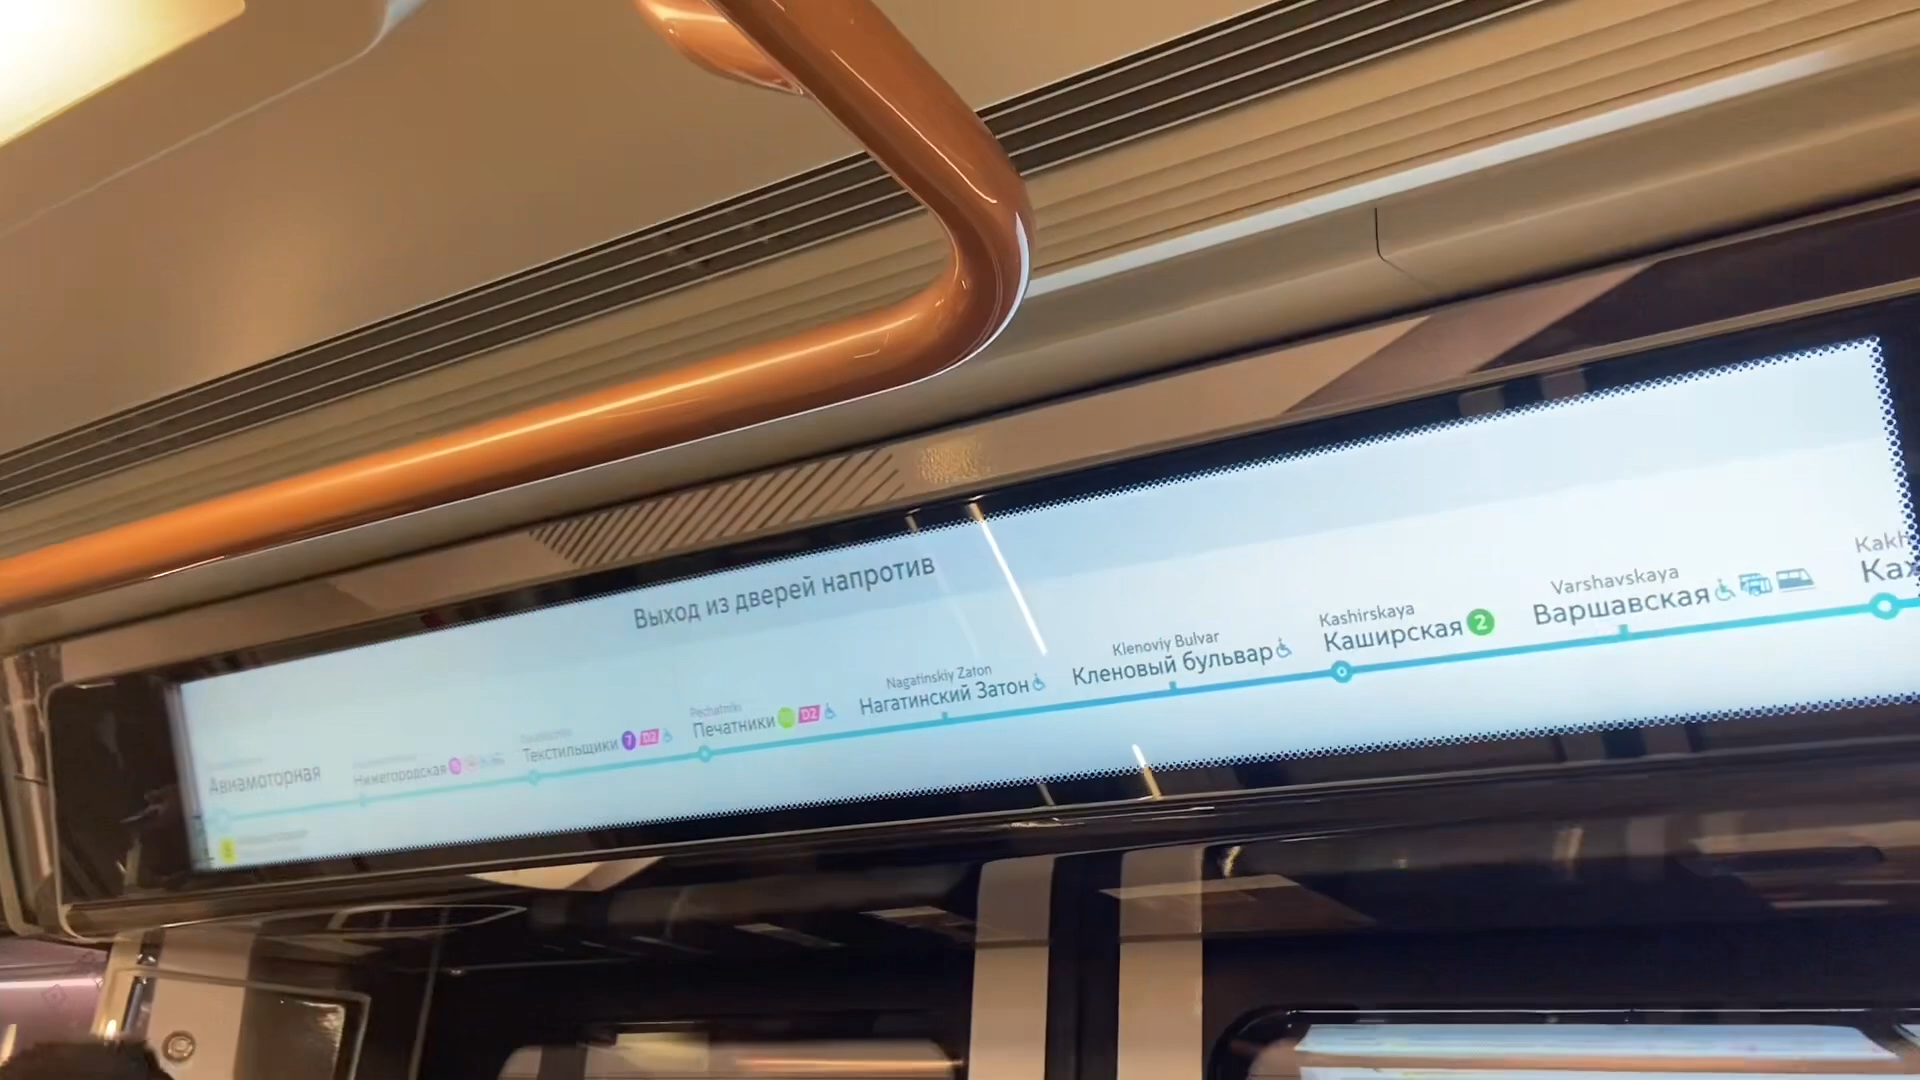 Выход из дверей напротив
Авиамоторная
Нижегородская
Текстильщики 7 D2
Pechatniki
Печатники D2
Nagatinskiy Zaton
Нагатинский Затон
Klenoviy Bulvar
Кленовый бульвар
Kashirskaya
Каширская 2
Varshavskaya
Варшавская
Kakh
Ках